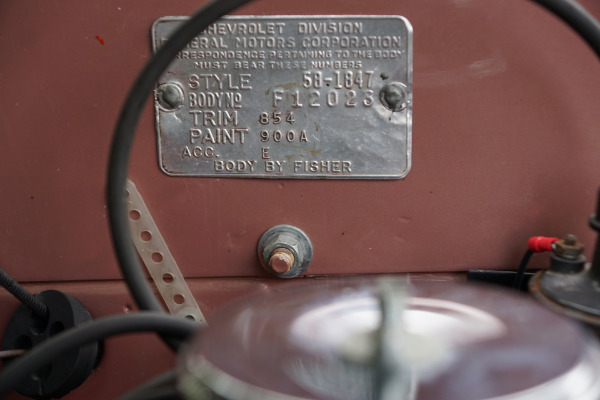 CHEVROLET DIVISION
GENERAL MOTORS CORPORATION
CORRESPONDENCE PERTAINING TO THE BODY
MUST BEAR THESE NUMBERS
STYLE 58-1847
BODY Nº F12023
TRIM 854
PAINT 900A
ACC. E
BODY BY FISHER